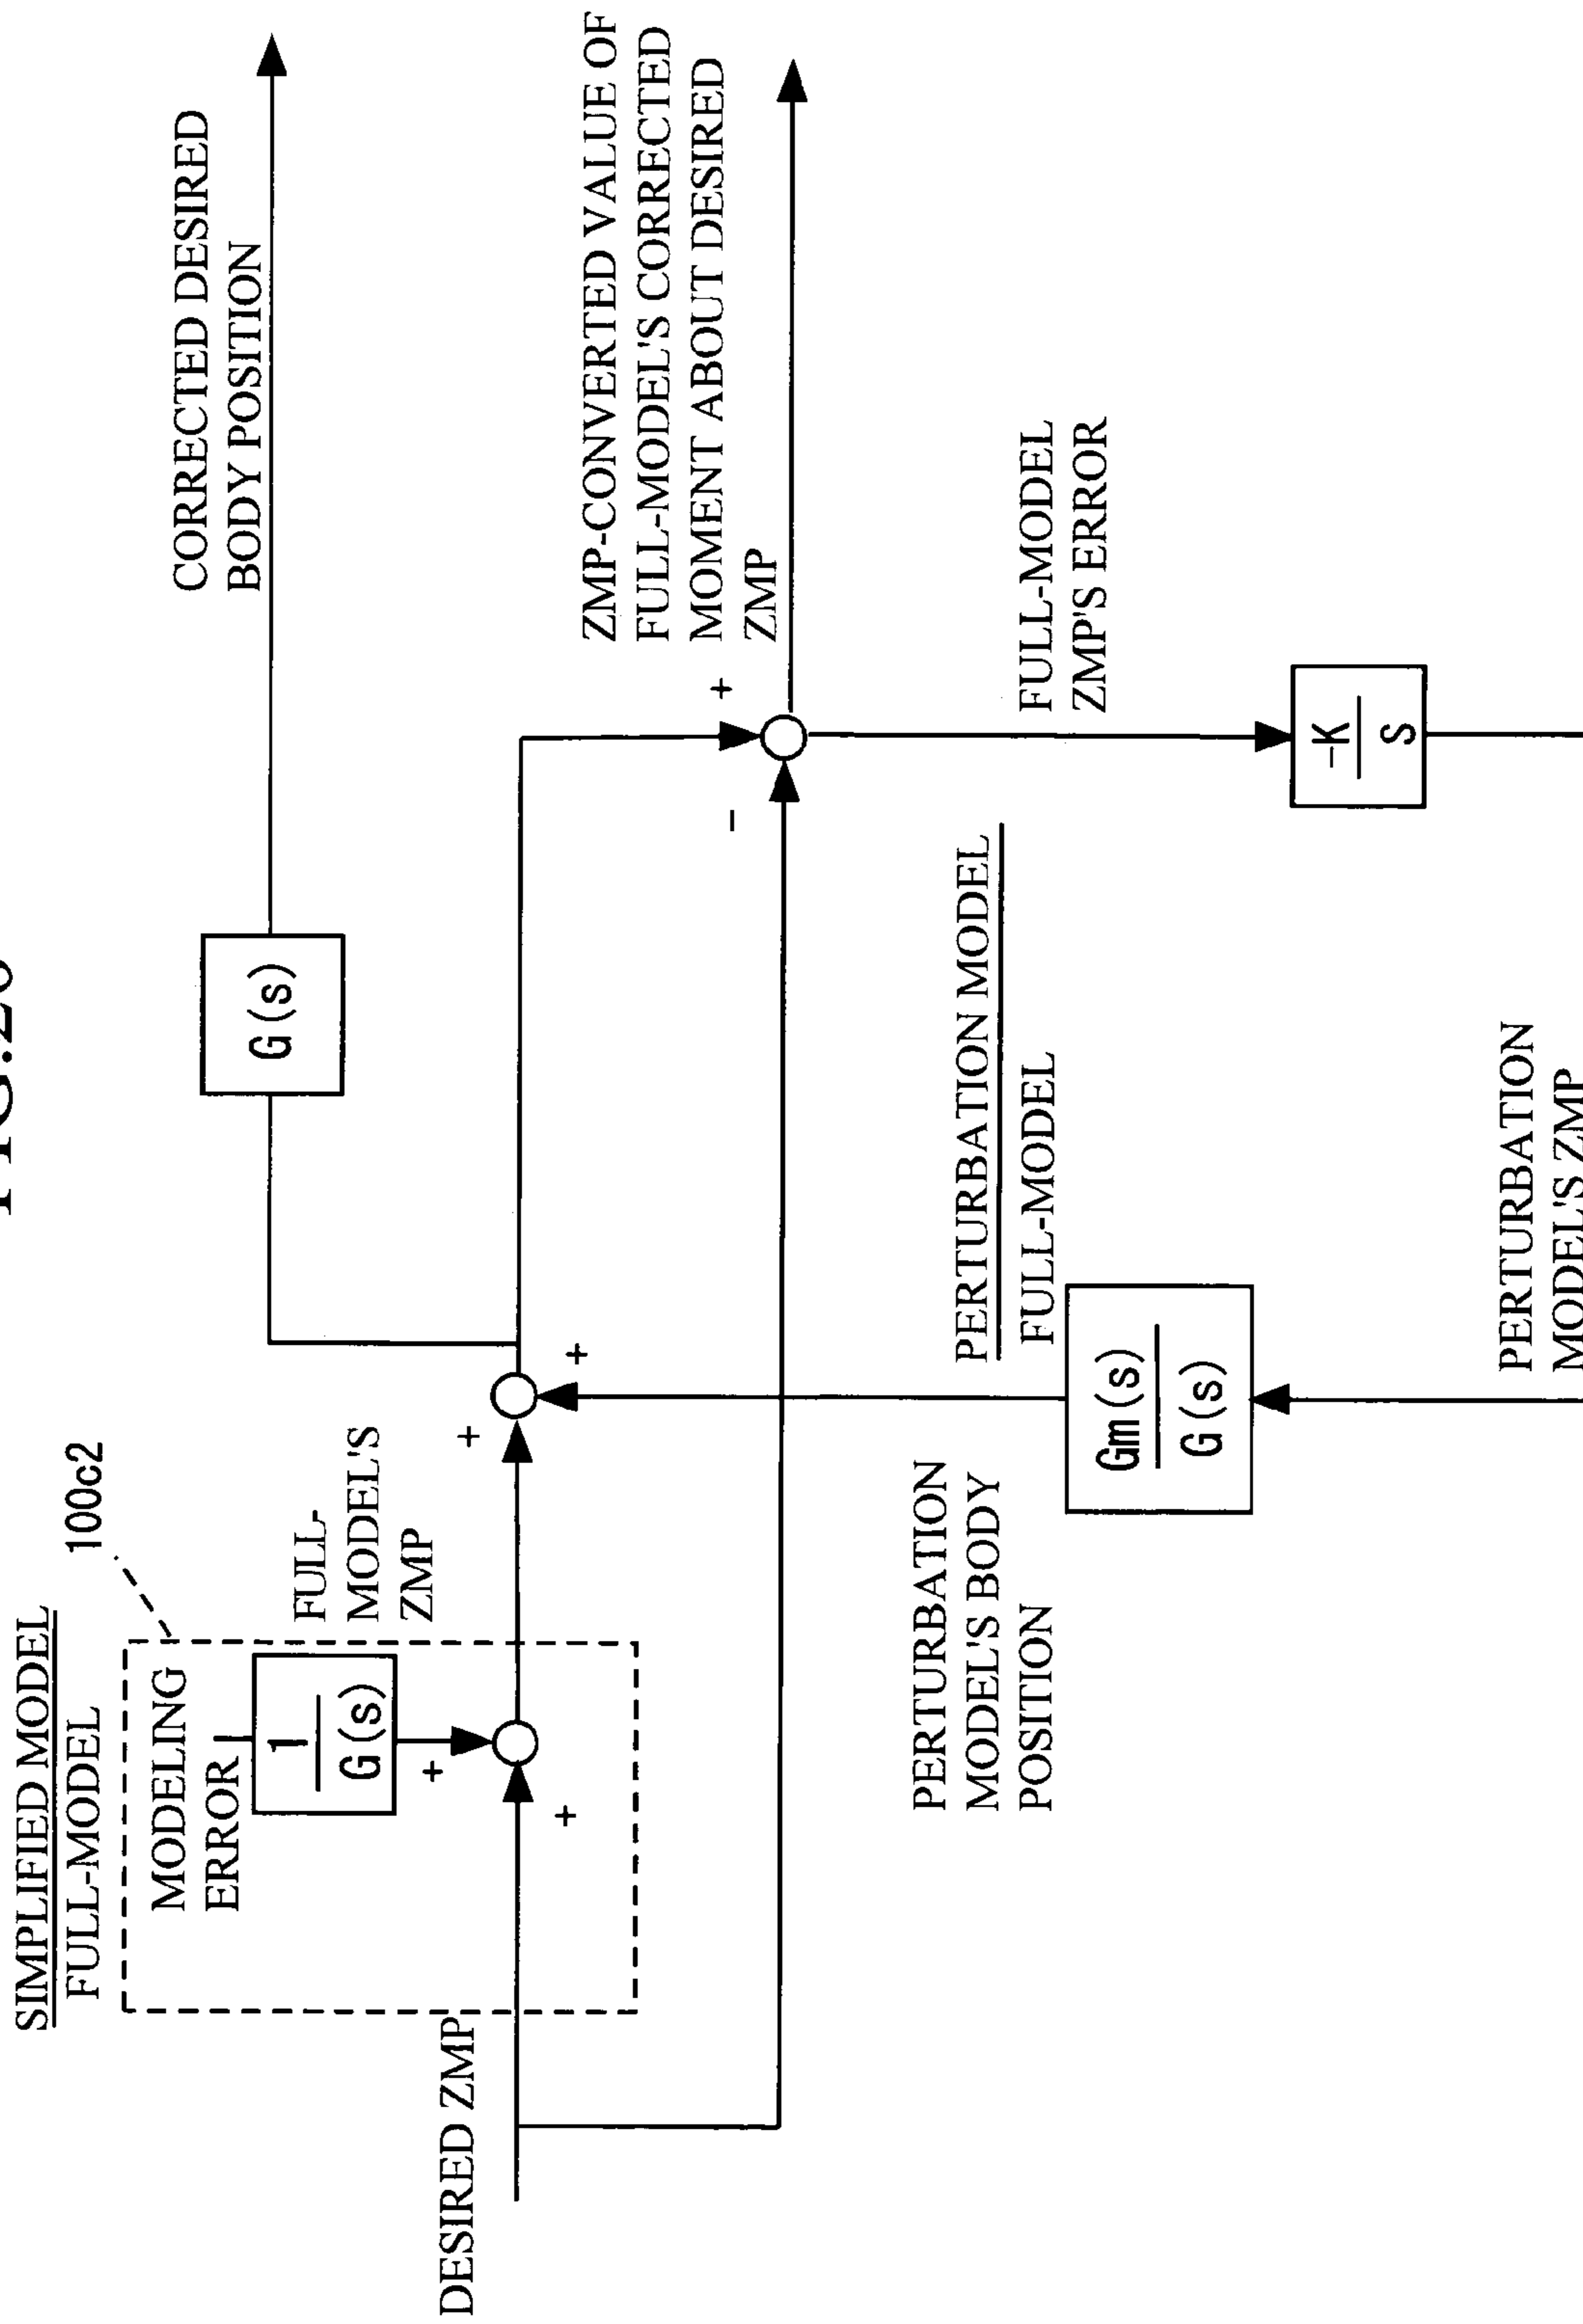 SIMPLIFIED MODEL
FULL-MODEL
100c2
MODELING
ERROR
1
G(s)
FULL-
MODEL'S
ZMP
DESIRED ZMP
+
+
+
+
G(s)
CORRECTED DESIRED
BODY POSITION
ZMP-CONVERTED VALUE OF
FULL-MODEL'S CORRECTED
MOMENT ABOUT DESIRED
ZMP
+
-
FULL-MODEL
ZMP'S ERROR
-K
S
PERTURBATION MODEL
FULL-MODEL
Gm(s)
G(s)
PERTURBATION
MODEL'S BODY
POSITION
PERTURBATION
MODEL'S ZMP